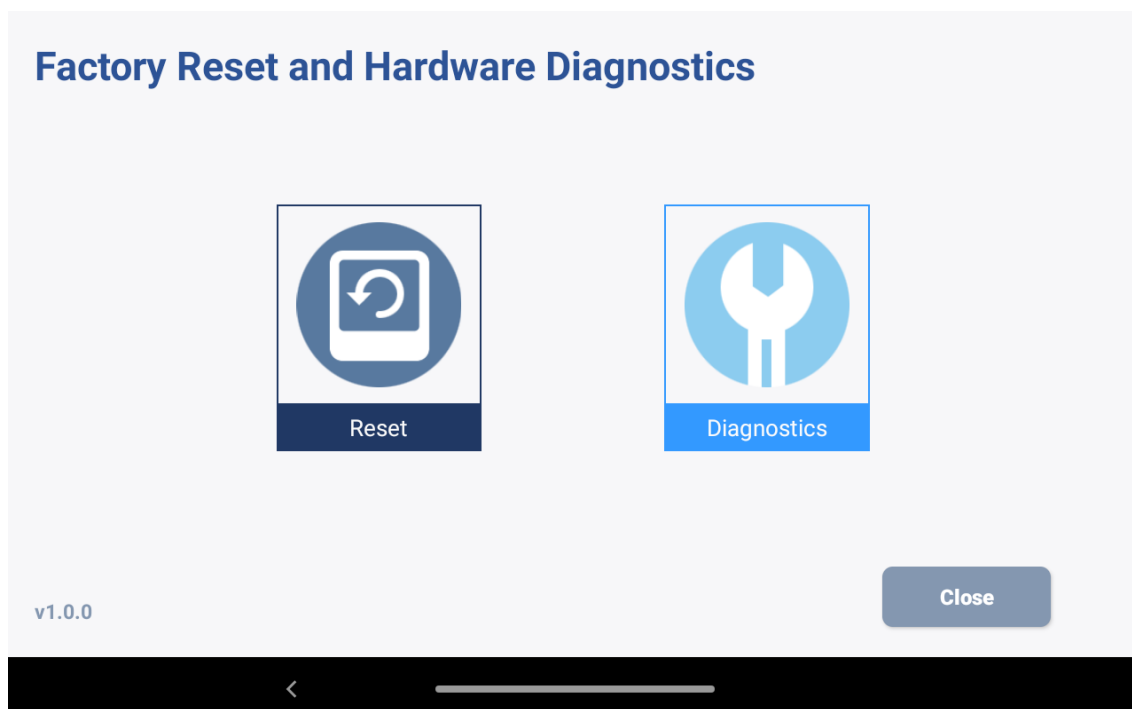 Factory Reset and Hardware Diagnostics
Reset
Diagnostics
Close
v1.0.0